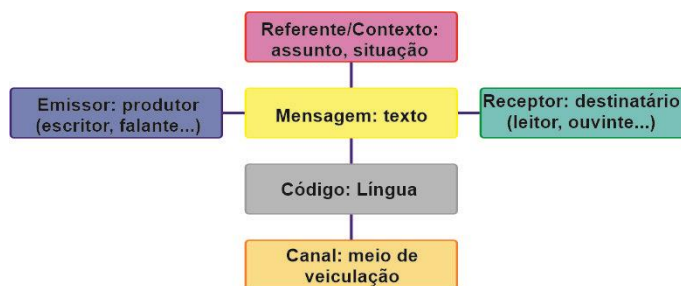 Referente/Contexto:
assunto, situação
Emissor: produtor
(escritor, falante...)
Mensagem: texto
Receptor: destinatário
(leitor, ouvinte...)
Código: Língua
Canal: meio de
veiculação